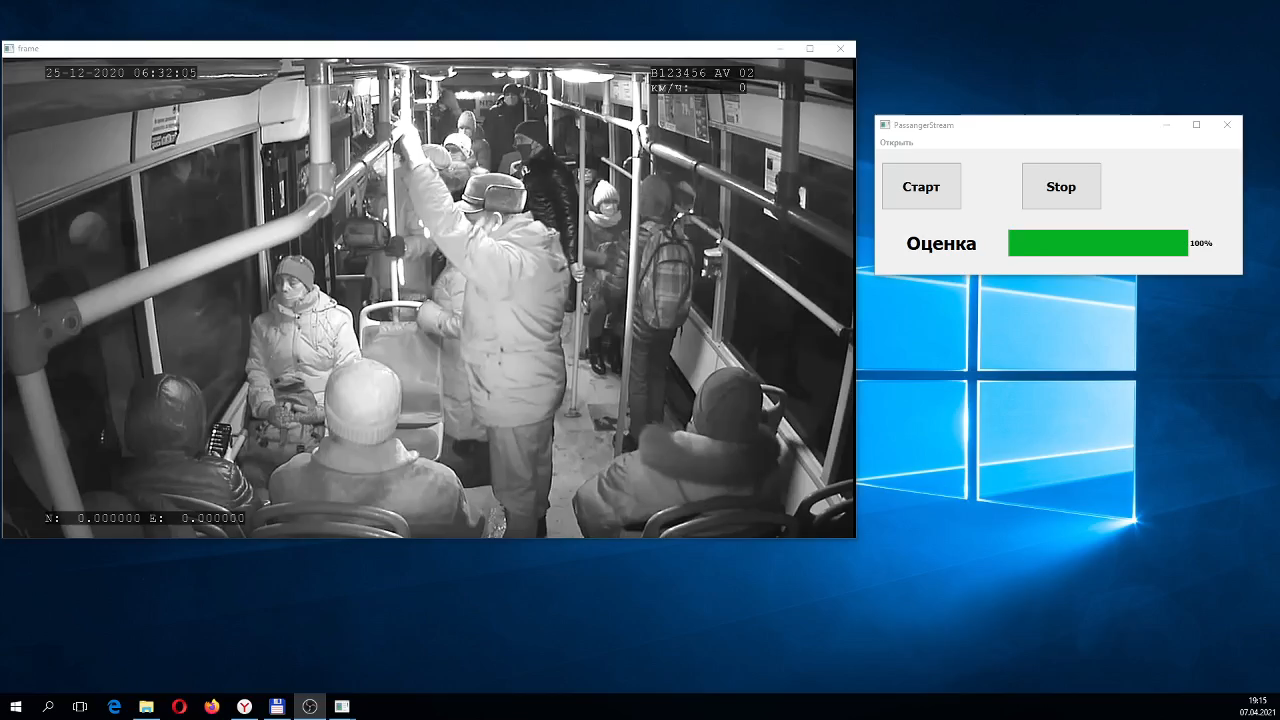 frame
25-12-2020 06:32:05
B123456 AV 02
КМ/Ч: 0
N: 0.000000 E: 0.000000
PassangerStream
Открыть
Старт
Stop
Оценка
100%
19:15
07.04.2021